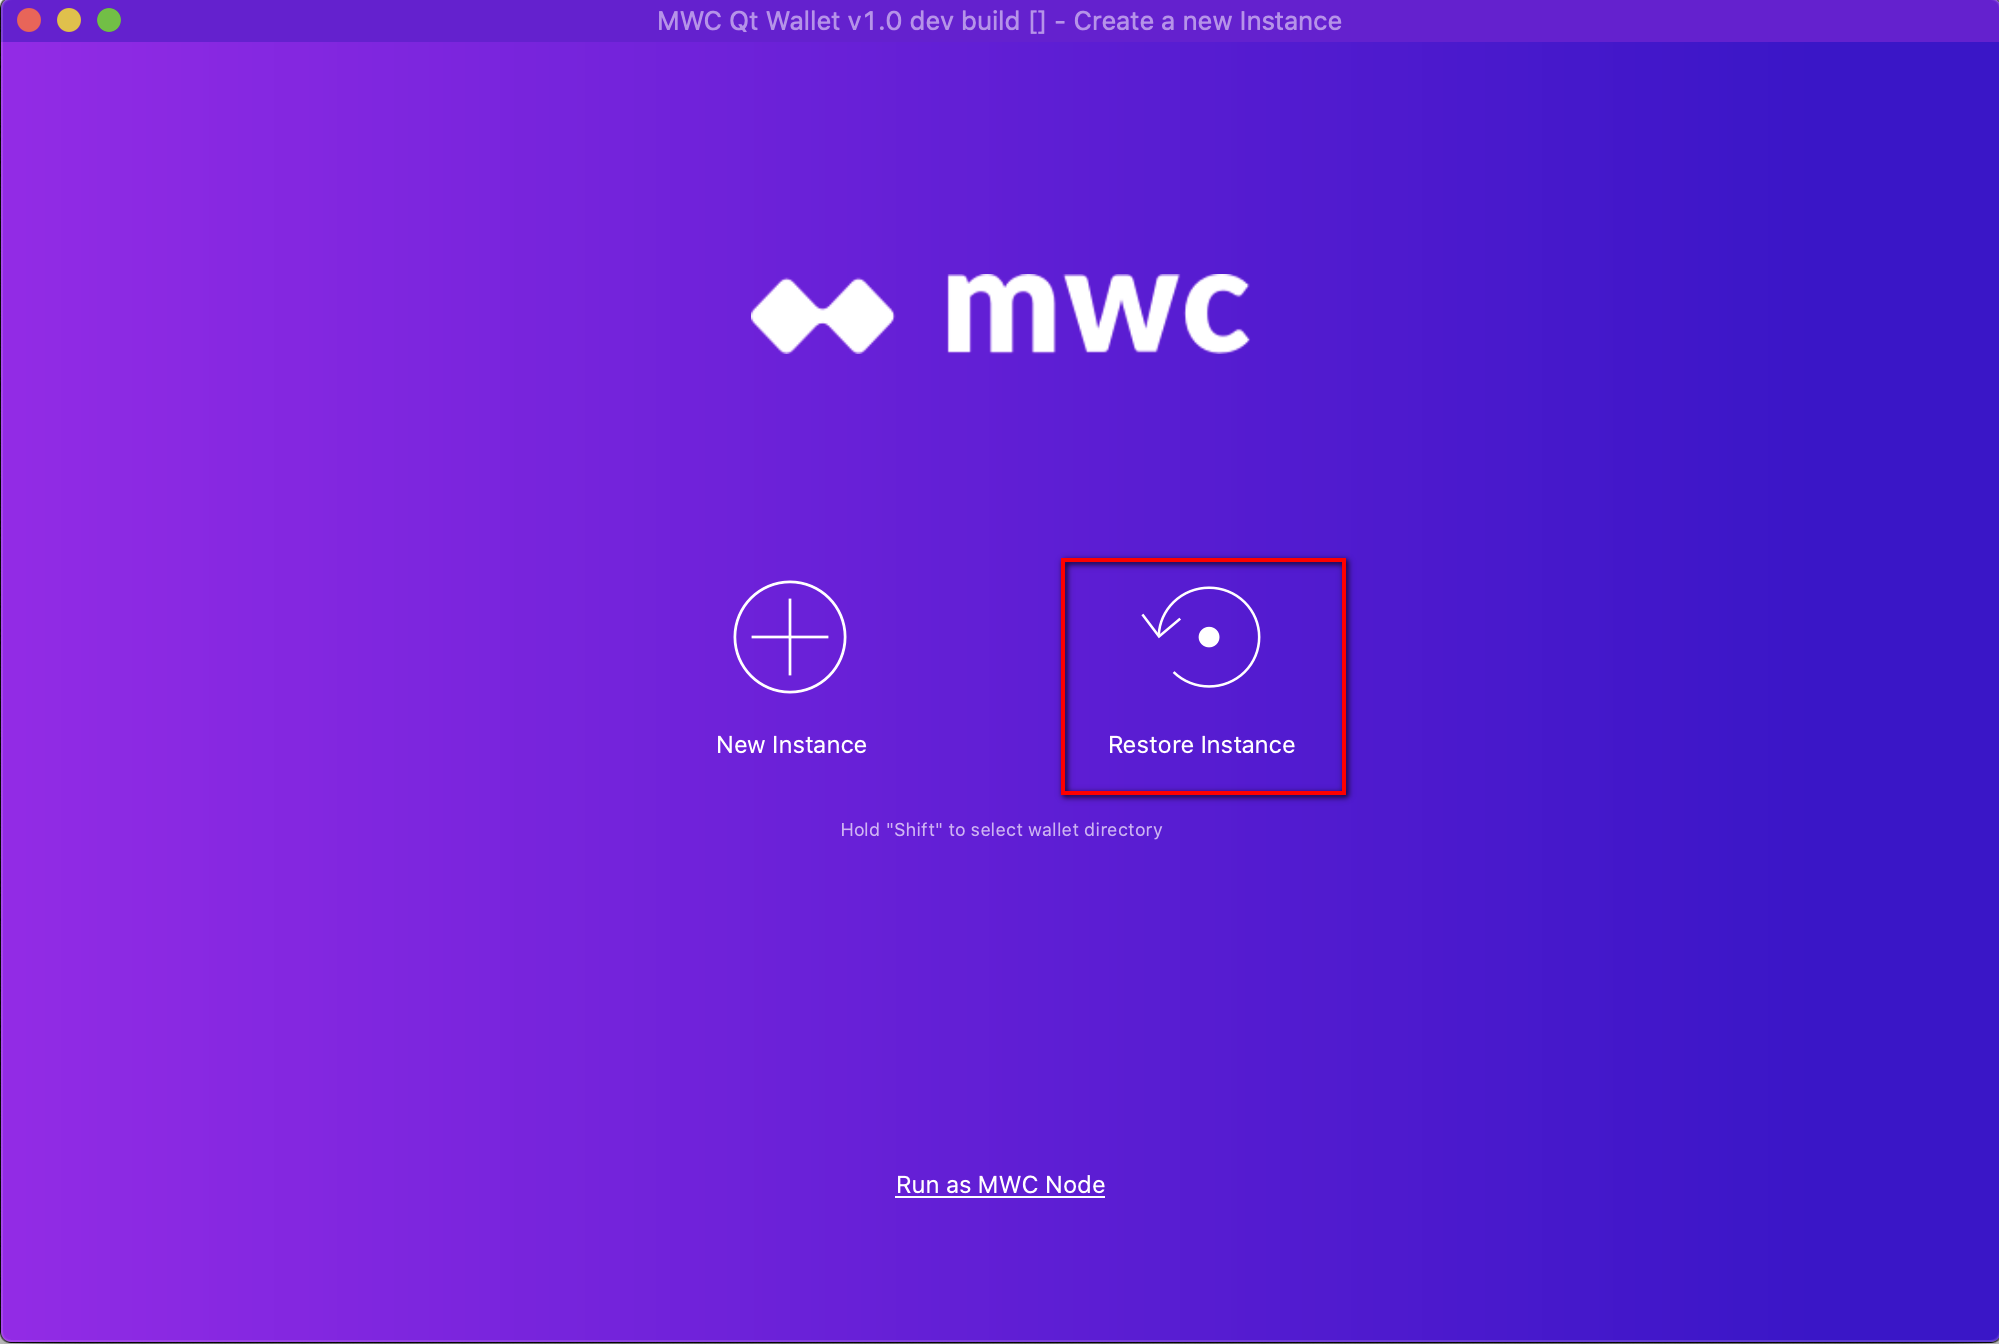 MWC Qt Wallet v1.0 dev build [] - Create a new Instance
mwc
New Instance
Restore Instance
Hold "Shift" to select wallet directory
Run as MWC Node